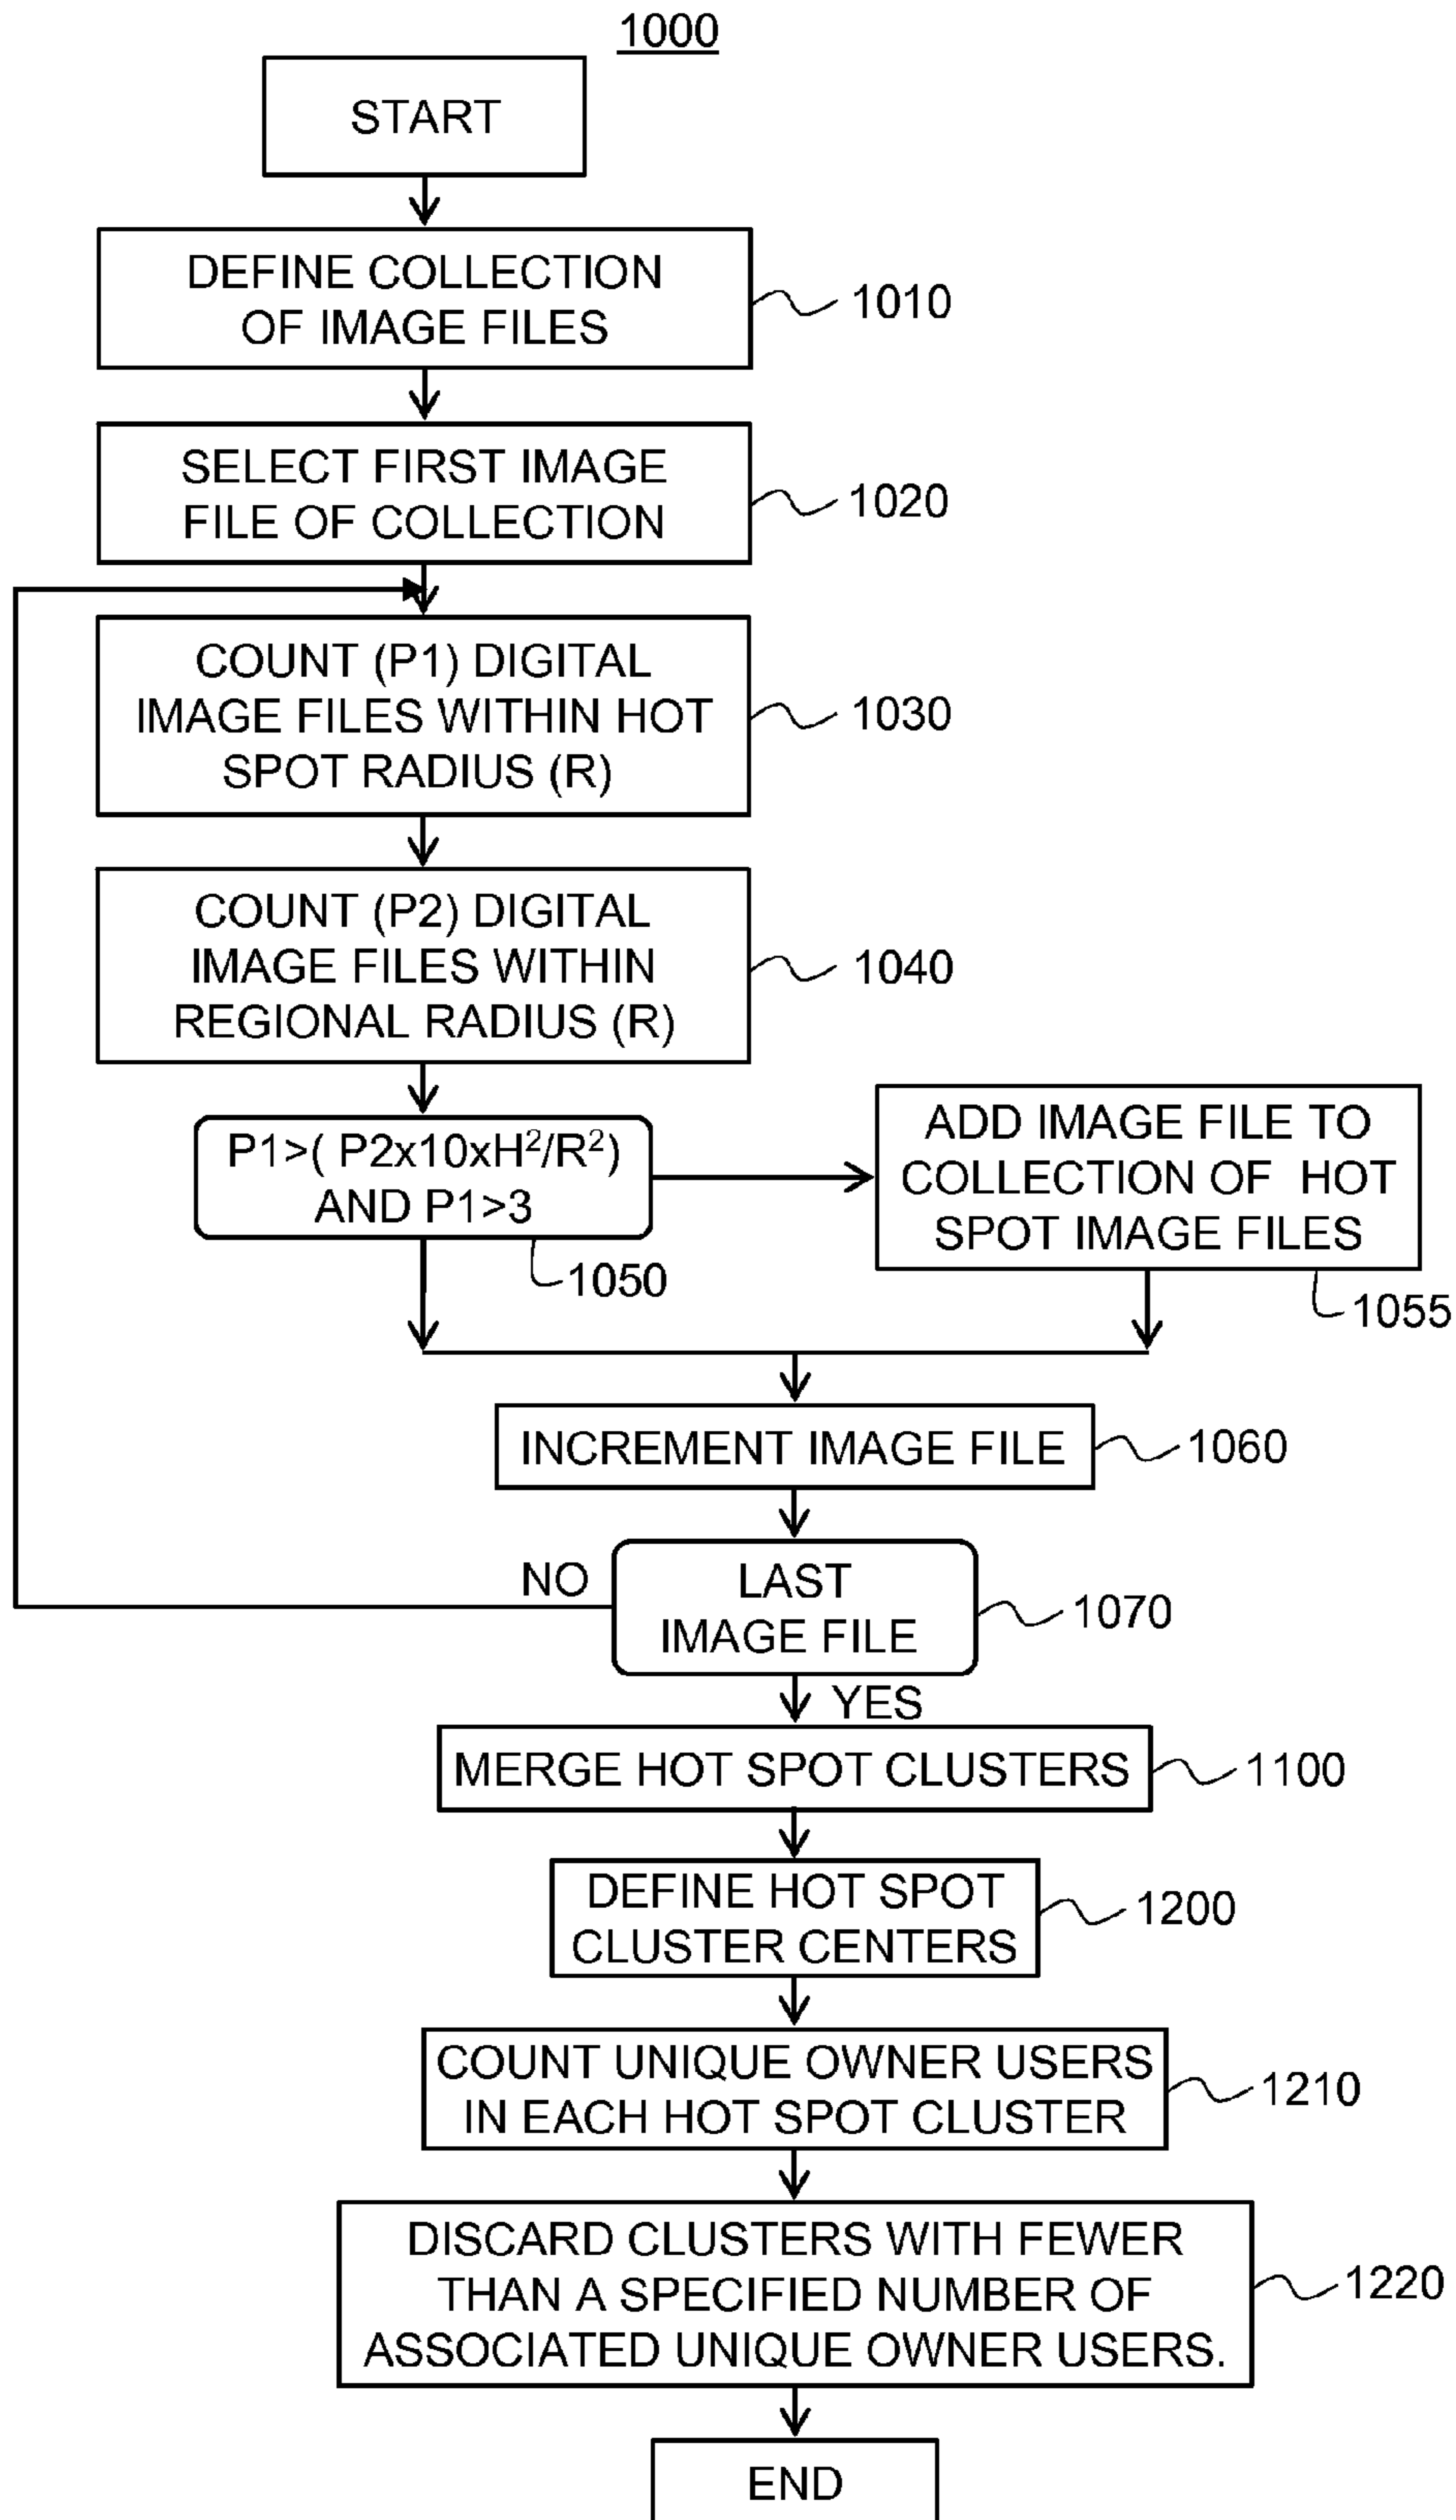 1000
START
DEFINE COLLECTION
OF IMAGE FILES
1010
SELECT FIRST IMAGE
FILE OF COLLECTION
1020
COUNT (P1) DIGITAL
IMAGE FILES WITHIN HOT
SPOT RADIUS (R)
1030
COUNT (P2) DIGITAL
IMAGE FILES WITHIN
REGIONAL RADIUS (R)
1040
P1>( P2x10xH²/R²)
AND P1>3
1050
ADD IMAGE FILE TO
COLLECTION OF HOT
SPOT IMAGE FILES
1055
INCREMENT IMAGE FILE
1060
LAST
IMAGE FILE
1070
NO
YES
MERGE HOT SPOT CLUSTERS
1100
DEFINE HOT SPOT
CLUSTER CENTERS
1200
COUNT UNIQUE OWNER USERS
IN EACH HOT SPOT CLUSTER
1210
DISCARD CLUSTERS WITH FEWER
THAN A SPECIFIED NUMBER OF
ASSOCIATED UNIQUE OWNER USERS.
1220
END